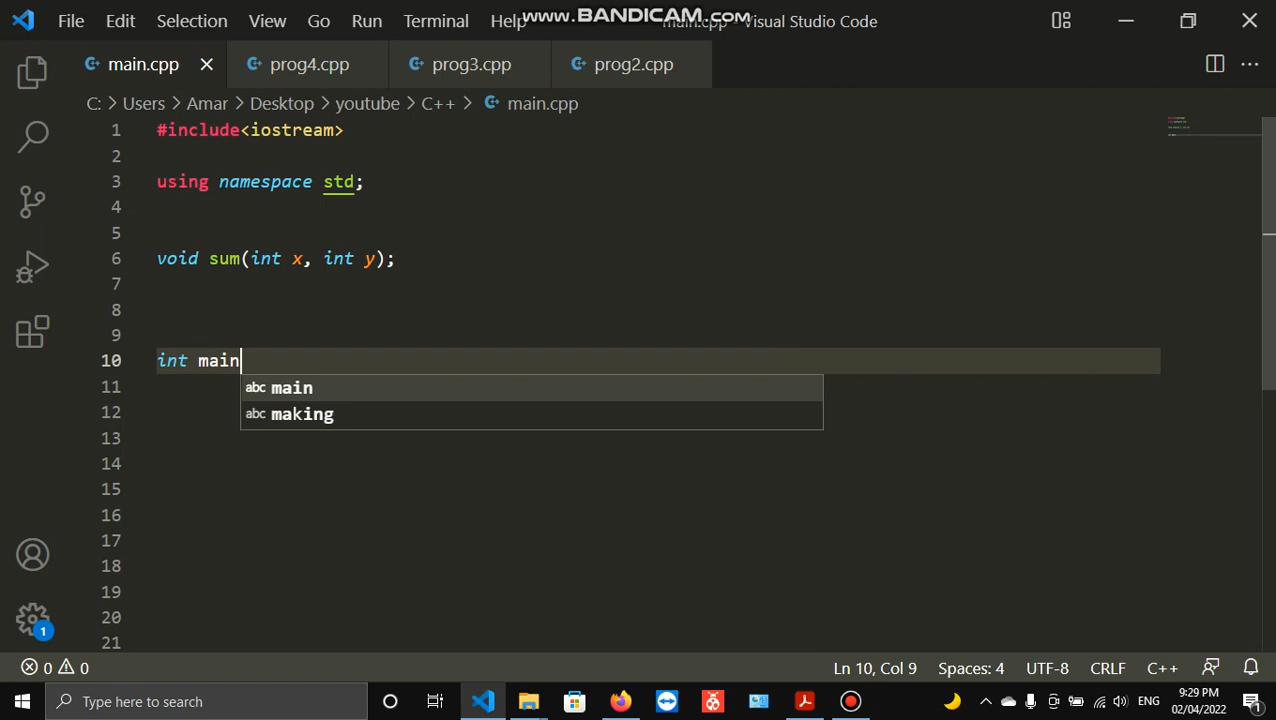 File Edit Selection View Go Run Terminal Help
www.BANDICAM.com
main.cpp - Visual Studio Code
main.cpp prog4.cpp prog3.cpp prog2.cpp
C: > Users > Amar > Desktop > youtube > C++ > main.cpp >
1 #include<iostream>
2
3 using namespace std;
4
5
6 void sum(int x, int y);
7
8
9
10 int main
11 abc main
12 abc making
13
14
15
16
17
18
19
20
21
1
0 0 Ln 10, Col 9 Spaces: 4 UTF-8 CRLF C++
Type here to search ENG 9:29 PM
02/04/2022 1